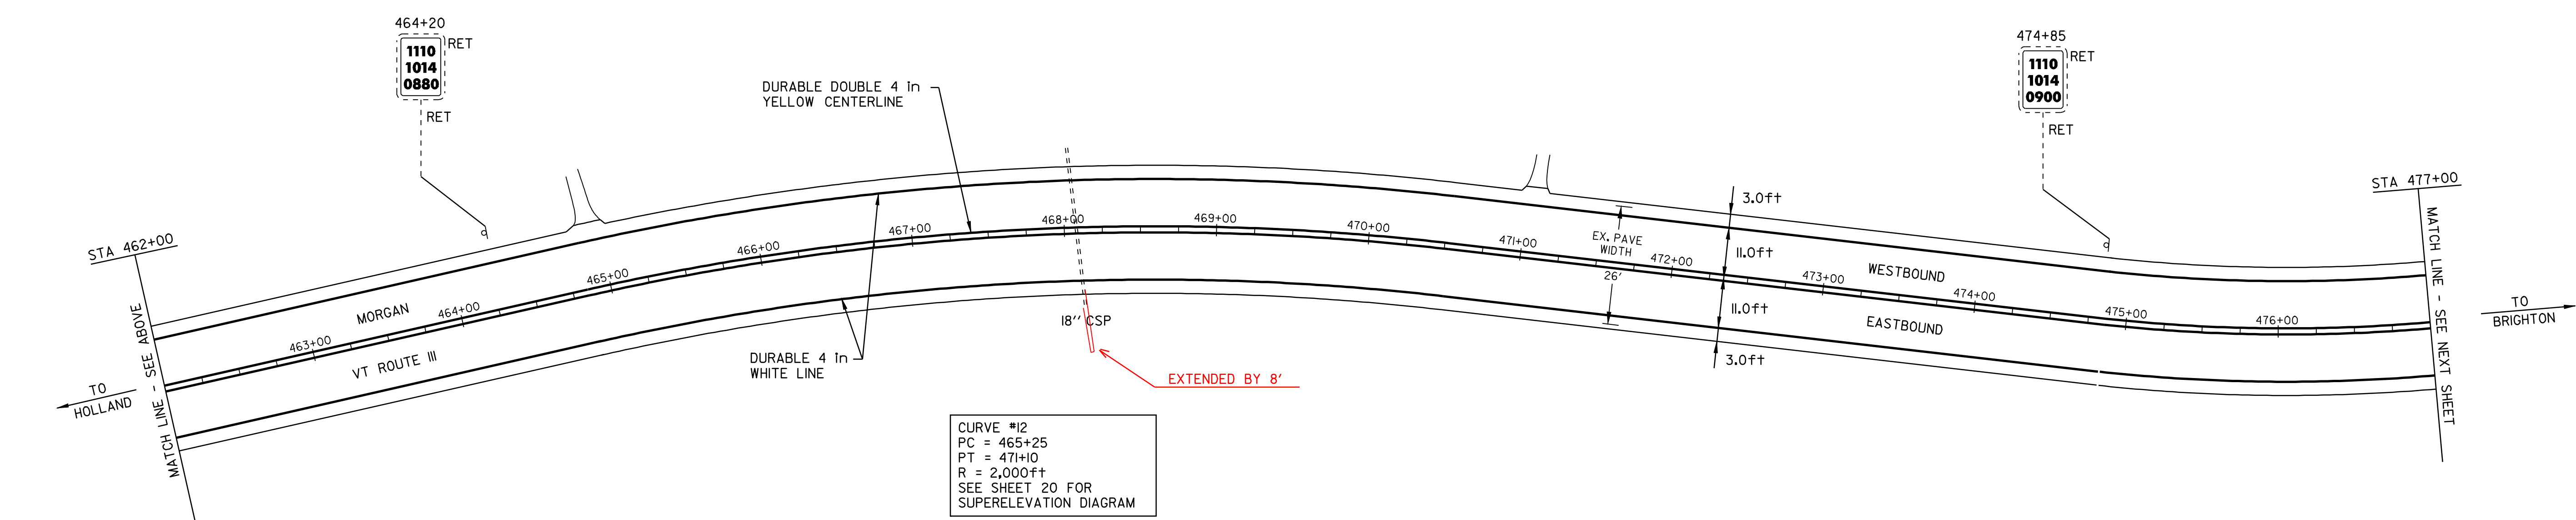 464+20
1110
1014
0880
RET
RET
474+85
1110
1014
0900
RET
RET
DURABLE DOUBLE 4 in
YELLOW CENTERLINE
STA 462+00
MATCH LINE - SEE ABOVE
TO
HOLLAND
MORGAN
VT ROUTE 111
463+00
464+00
465+00
466+00
467+00
468+00
469+00
470+00
471+00
472+00
473+00
474+00
475+00
476+00
EX. PAVE
WIDTH
26'
3.0ft
11.0ft
11.0ft
3.0ft
WESTBOUND
EASTBOUND
STA 477+00
MATCH LINE - SEE NEXT SHEET
TO
BRIGHTON
18" CSP
EXTENDED BY 8'
DURABLE 4 in
WHITE LINE
CURVE #12
PC = 465+25
PT = 471+10
R = 2,000ft
SEE SHEET 20 FOR
SUPERELEVATION DIAGRAM